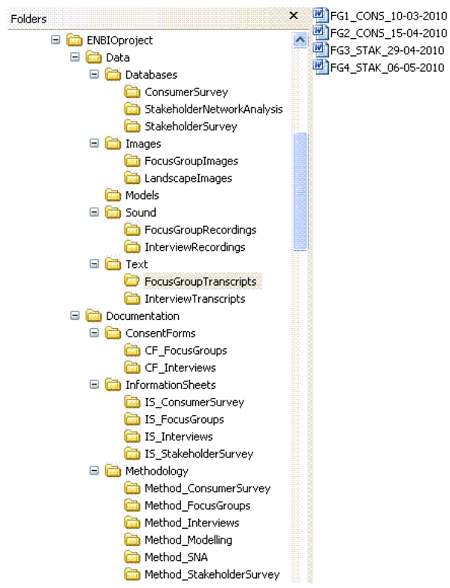 Folders
ENBIOproject
Data
Databases
ConsumerSurvey
StakeholderNetworkAnalysis
StakeholderSurvey
Images
FocusGroupImages
LandscapeImages
Models
Sound
FocusGroupRecordings
InterviewRecordings
Text
FocusGroupTranscripts
InterviewTranscripts
Documentation
ConsentForms
CF_FocusGroups
CF_Interviews
InformationSheets
IS_ConsumerSurvey
IS_FocusGroups
IS_Interviews
IS_StakeholderSurvey
Methodology
Method_ConsumerSurvey
Method_FocusGroups
Method_Interviews
Method_Modelling
Method_SNA
Method_StakeholderSurvey
FG1_CONS_10-03-2010
FG2_CONS_15-04-2010
FG3_STAK_29-04-2010
FG4_STAK_06-05-2010